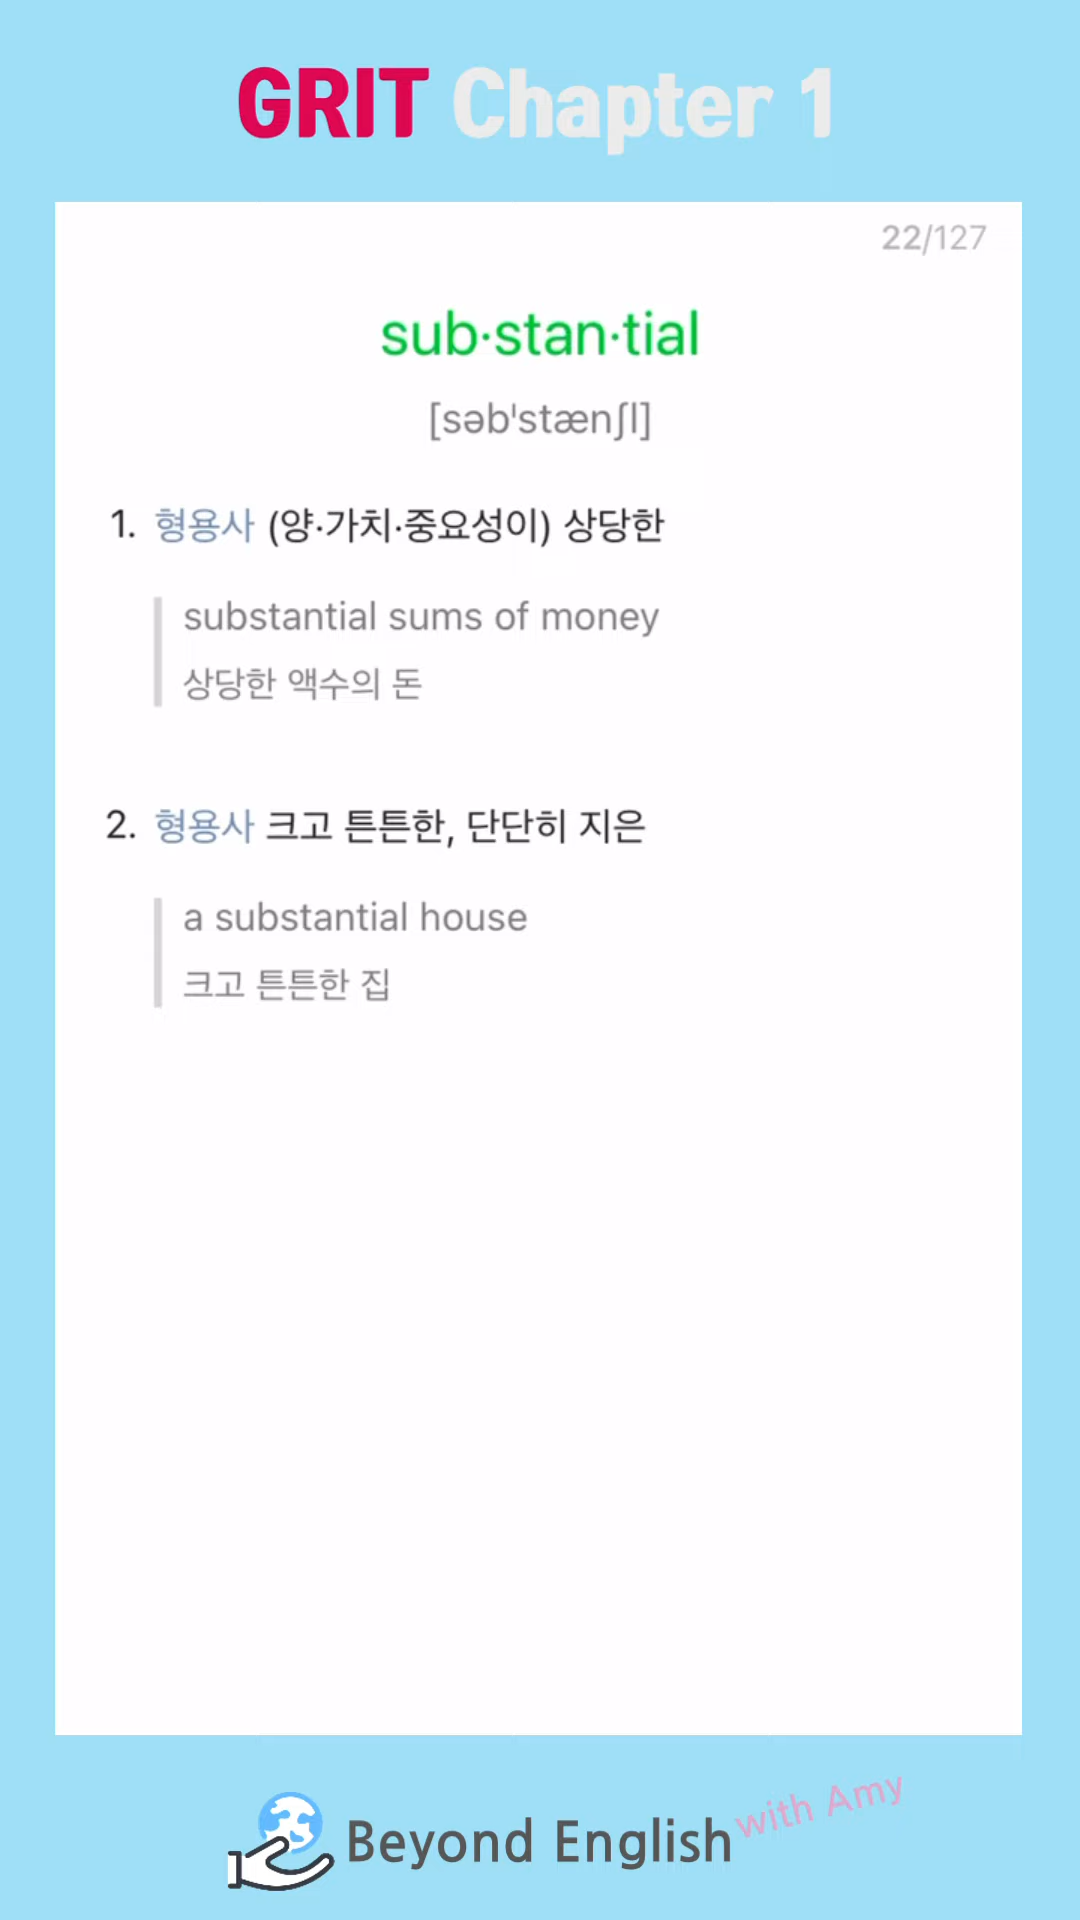 GRIT Chapter 1
22/127
sub·stan·tial
[səb'stænʃl]
1. 형용사 (양·가치·중요성이) 상당한
substantial sums of money
상당한 액수의 돈
2. 형용사 크고 튼튼한, 단단히 지은
a substantial house
크고 튼튼한 집
Beyond English with Amy